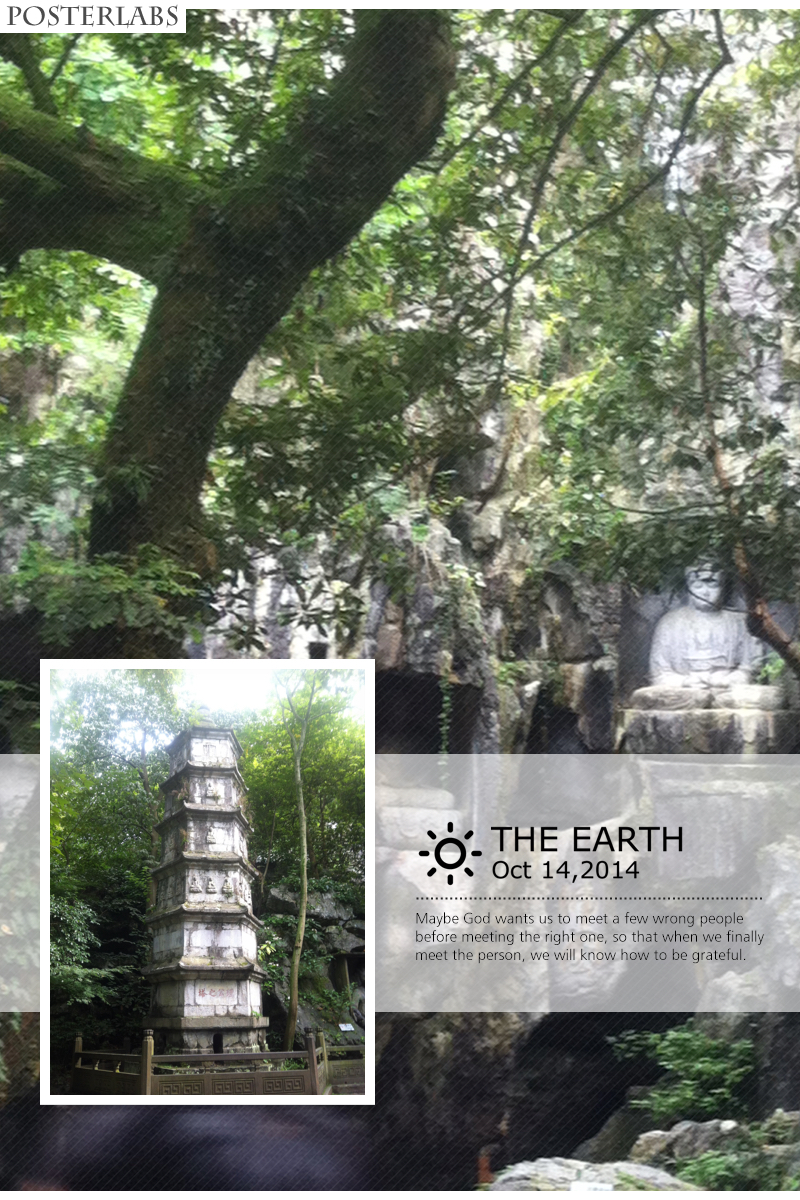 POSTERLABS
THE EARTH
Oct 14,2014
Maybe God wants us to meet a few wrong people
before meeting the right one, so that when we finally
meet the person, we will know how to be grateful.